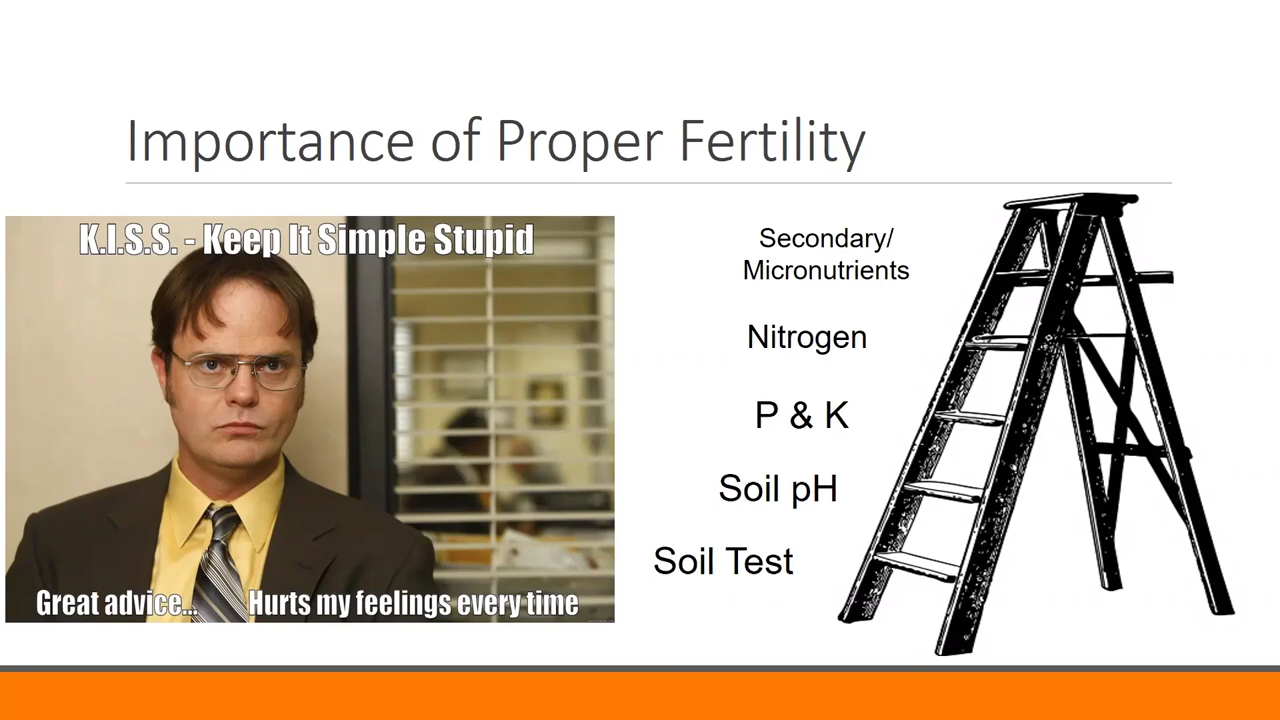 Importance of Proper Fertility
K.I.S.S. - Keep It Simple Stupid
Great advice... Hurts my feelings every time
Secondary/
Micronutrients
Nitrogen
P & K
Soil pH
Soil Test